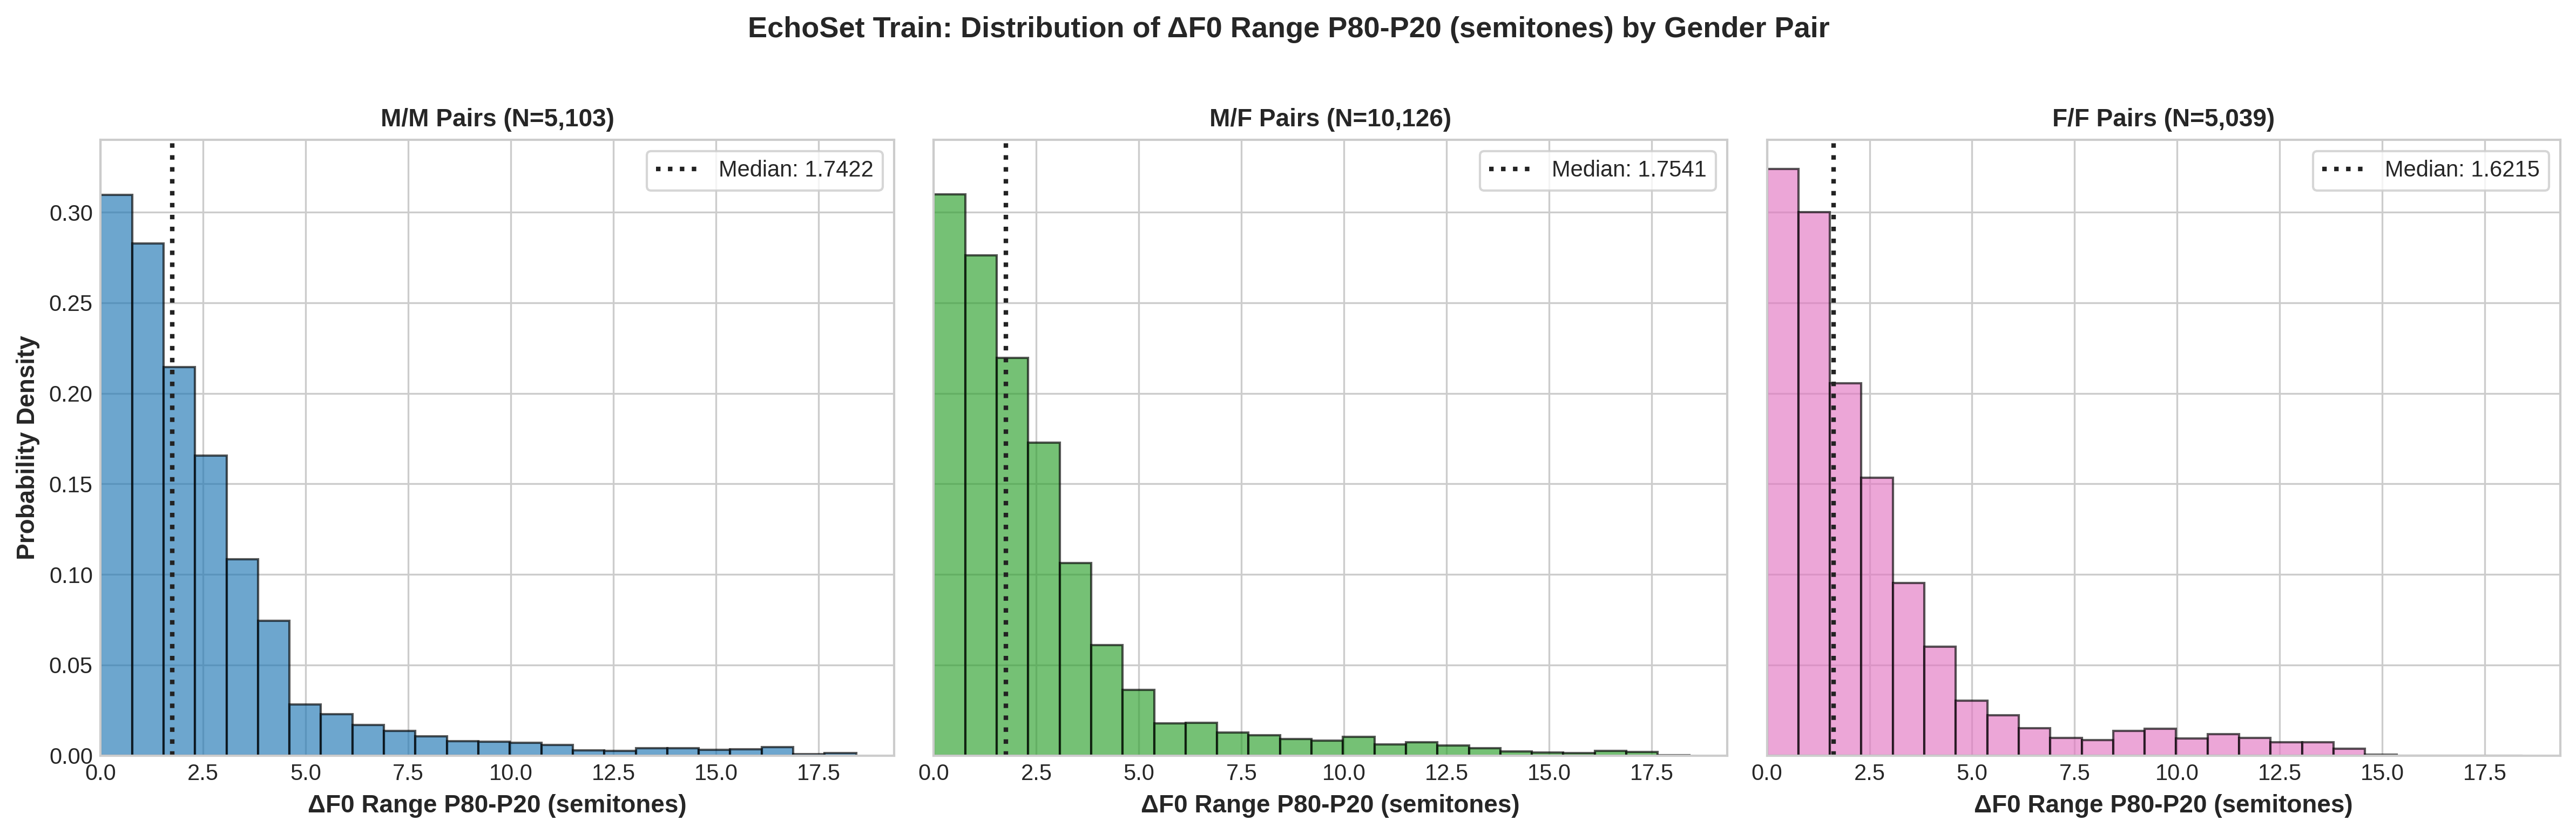 EchoSet Train: Distribution of ΔF0 Range P80-P20 (semitones) by Gender Pair
M/M Pairs (N=5,103)
Median: 1.7422
Probability Density
0.30
0.25
0.20
0.15
0.10
0.05
0.00
0.0 2.5 5.0 7.5 10.0 12.5 15.0 17.5
ΔF0 Range P80-P20 (semitones)
M/F Pairs (N=10,126)
Median: 1.7541
0.0 2.5 5.0 7.5 10.0 12.5 15.0 17.5
ΔF0 Range P80-P20 (semitones)
F/F Pairs (N=5,039)
Median: 1.6215
0.0 2.5 5.0 7.5 10.0 12.5 15.0 17.5
ΔF0 Range P80-P20 (semitones)